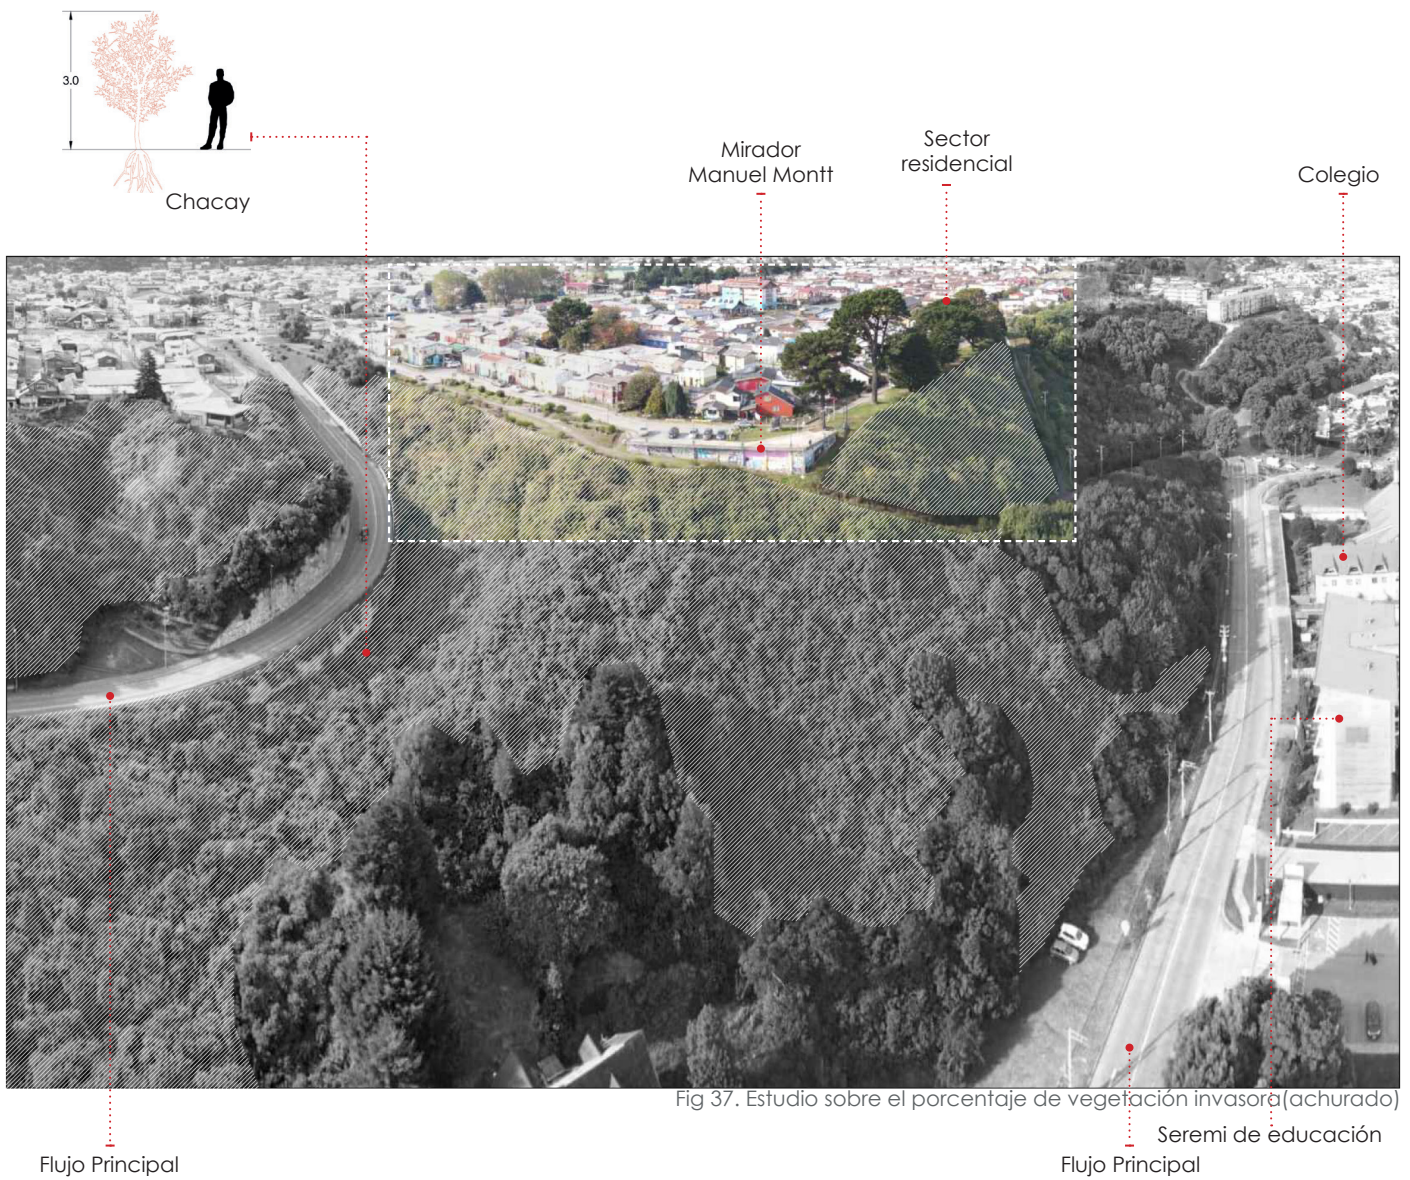 3.0
Chacay
Mirador
Manuel Montt
Sector
residencial
Colegio
Fig 37. Estudio sobre el porcentaje de vegetación invasora(achurado)
Seremi de educación
Flujo Principal
Flujo Principal